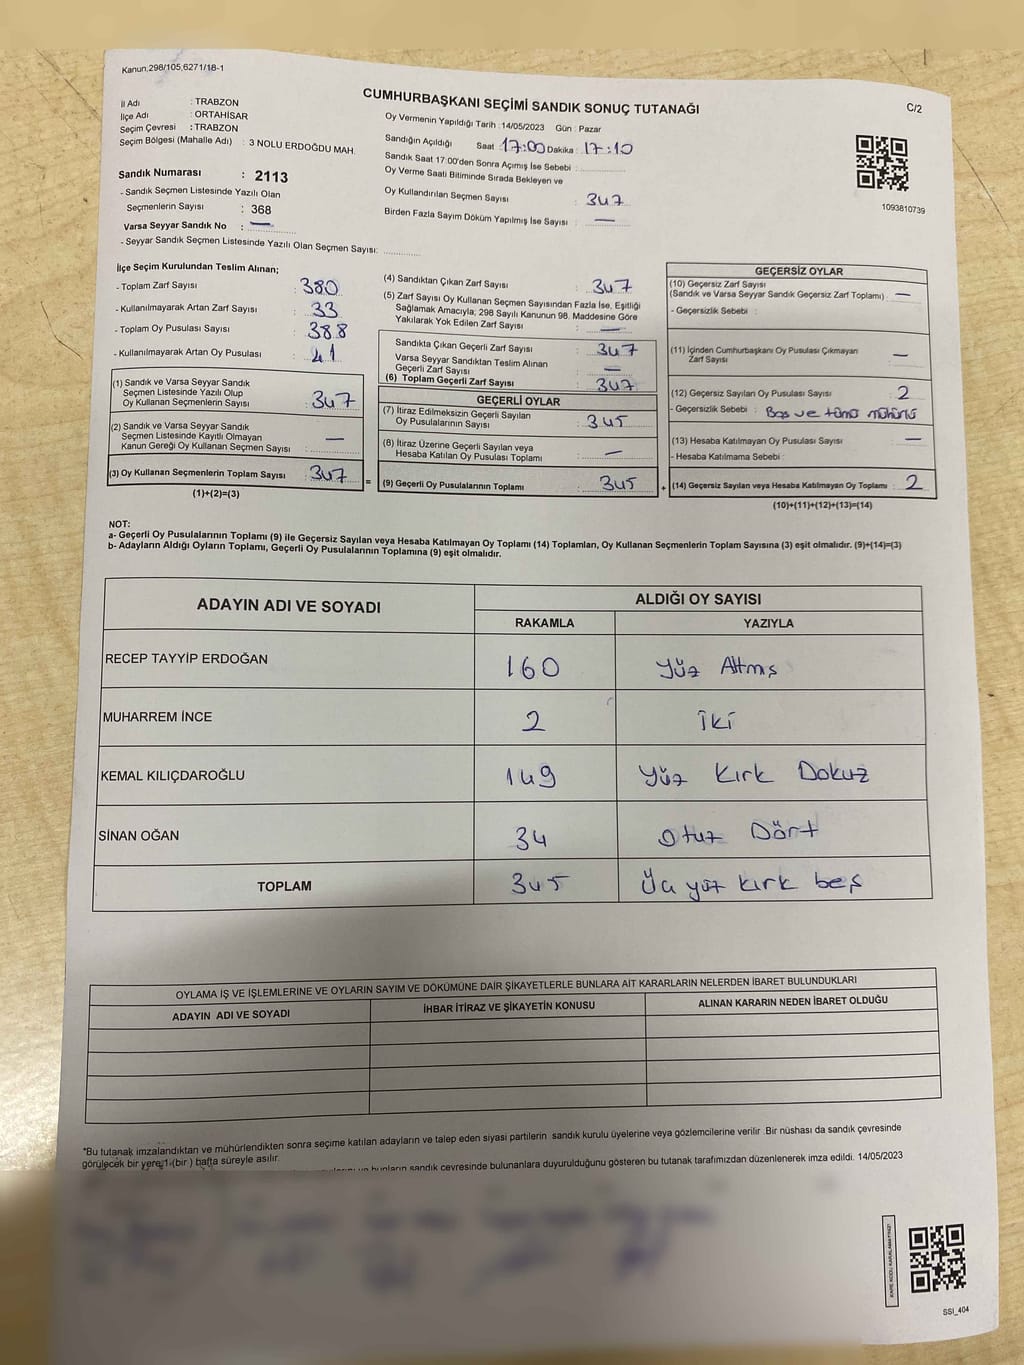 Kanun,298/105,6271/18-1
CUMHURBAŞKANI SEÇİMİ SANDIK SONUÇ TUTANAĞI
C/2
İl Adı : TRABZON
İlçe Adı : ORTAHİSAR
Seçim Çevresi : TRABZON
Seçim Bölgesi (Mahalle Adı) : 3 NOLU ERDOĞDU MAH.
Sandık Numarası : 2113
- Sandık Seçmen Listesinde Yazılı Olan
Seçmenlerin Sayısı : 368
Varsa Seyyar Sandık No : —
- Seyyar Sandık Seçmen Listesinde Yazılı Olan Seçmen Sayısı:
Oy Vermenin Yapıldığı Tarih : 14/05/2023 Gün : Pazar
Sandığın Açıldığı Saat : 17:00 Dakika : 17:10
Sandık Saat 17:00'den Sonra Açımış İse Sebebi :
Oy Verme Saati Bitiminde Sırada Bekleyen ve
Oy Kullandırılan Seçmen Sayısı : 347
Birden Fazla Sayım Döküm Yapılmış İse Sayısı : —
1093810739
İlçe Seçim Kurulundan Teslim Alınan;
- Toplam Zarf Sayısı : 380
- Kullanılmayarak Artan Zarf Sayısı : 33
- Toplam Oy Pusulası Sayısı : 388
- Kullanılmayarak Artan Oy Pusulası : 41
(1) Sandık ve Varsa Seyyar Sandık
Seçmen Listesinde Yazılı Olup
Oy Kullanan Seçmenlerin Sayısı : 347
(2) Sandık ve Varsa Seyyar Sandık
Seçmen Listesinde Kayıtlı Olmayan
Kanun Gereği Oy Kullanan Seçmen Sayısı : —
(3) Oy Kullanan Seçmenlerin Toplam Sayısı : 347
(1)+(2)=(3)
=
(4) Sandıktan Çıkan Zarf Sayısı : 347
(5) Zarf Sayısı Oy Kullanan Seçmen Sayısından Fazla İse, Eşitliği
Sağlamak Amacıyla; 298 Sayılı Kanunun 98. Maddesine Göre
Yakılarak Yok Edilen Zarf Sayısı : —
Sandıkta Çıkan Geçerli Zarf Sayısı : 347
Varsa Seyyar Sandıktan Teslim Alınan
Geçerli Zarf Sayısı : —
(6) Toplam Geçerli Zarf Sayısı : 347
GEÇERLİ OYLAR
(7) İtiraz Edilmeksizin Geçerli Sayılan
Oy Pusulalarının Sayısı : 345
(8) İtiraz Üzerine Geçerli Sayılan veya
Hesaba Katılan Oy Pusulası Toplamı : —
(9) Geçerli Oy Pusulalarının Toplamı : 345
+
GEÇERSİZ OYLAR
(10) Geçersiz Zarf Sayısı
(Sandık ve Varsa Seyyar Sandık Geçersiz Zarf Toplamı) : —
- Geçersizlik Sebebi :
(11) İçinden Cumhurbaşkanı Oy Pusulası Çıkmayan
Zarf Sayısı : —
(12) Geçersiz Sayılan Oy Pusulası Sayısı : 2
- Geçersizlik Sebebi : Boş ve tümü mühürlü
(13) Hesaba Katılmayan Oy Pusulası Sayısı : —
- Hesaba Katılmama Sebebi :
(14) Geçersiz Sayılan veya Hesaba Katılmayan Oy Toplamı : 2
(10)+(11)+(12)+(13)=(14)
NOT:
a- Geçerli Oy Pusulalarının Toplamı (9) ile Geçersiz Sayılan veya Hesaba Katılmayan Oy Toplamı (14) Toplamları, Oy Kullanan Seçmenlerin Toplam Sayısına (3) eşit olmalıdır. (9)+(14)=(3)
b- Adayların Aldığı Oyların Toplamı, Geçerli Oy Pusulalarının Toplamına (9) eşit olmalıdır.
ADAYIN ADI VE SOYADI
ALDIĞI OY SAYISI
RAKAMLA YAZIYLA
RECEP TAYYİP ERDOĞAN 160 Yüz Altmş
MUHARREM İNCE 2 İki
KEMAL KILIÇDAROĞLU 149 Yüz Kırk Dokuz
SİNAN OĞAN 34 Otuz Dört
TOPLAM 345 Üç yüz kırk beş
OYLAMA İŞ VE İŞLEMLERİNE VE OYLARIN SAYIM VE DÖKÜMÜNE DAİR ŞİKAYETLERLE BUNLARA AİT KARARLARIN NELERDEN İBARET BULUNDUKLARI
ADAYIN ADI VE SOYADI İHBAR İTİRAZ VE ŞİKAYETİN KONUSU ALINAN KARARIN NEDEN İBARET OLDUĞU
*Bu tutanak imzalandıktan ve mühürlendikten sonra seçime katılan adayların ve talep eden siyasi partilerin sandık kurulu üyelerine veya gözlemcilerine verilir .Bir nüshası da sandık çevresinde
görülecek bir yere 1 (bir ) hafta süreyle asılır.
bunların sandık çevresinde bulunanlara duyurulduğunu gösteren bu tutanak tarafımızdan düzenlenerek imza edildi. 14/05/2023
KARE KODU KARALAMAYINIZ!
SSI_404